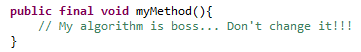 public final void myMethod(){
    // My algorithm is boss... Don't change it!!!
}